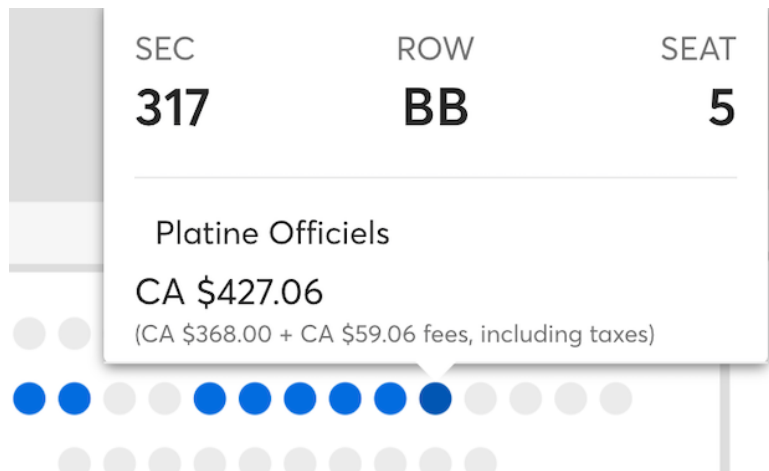 SEC ROW SEAT
317 BB 5
Platine Officiels
CA $427.06
(CA $368.00 + CA $59.06 fees, including taxes)